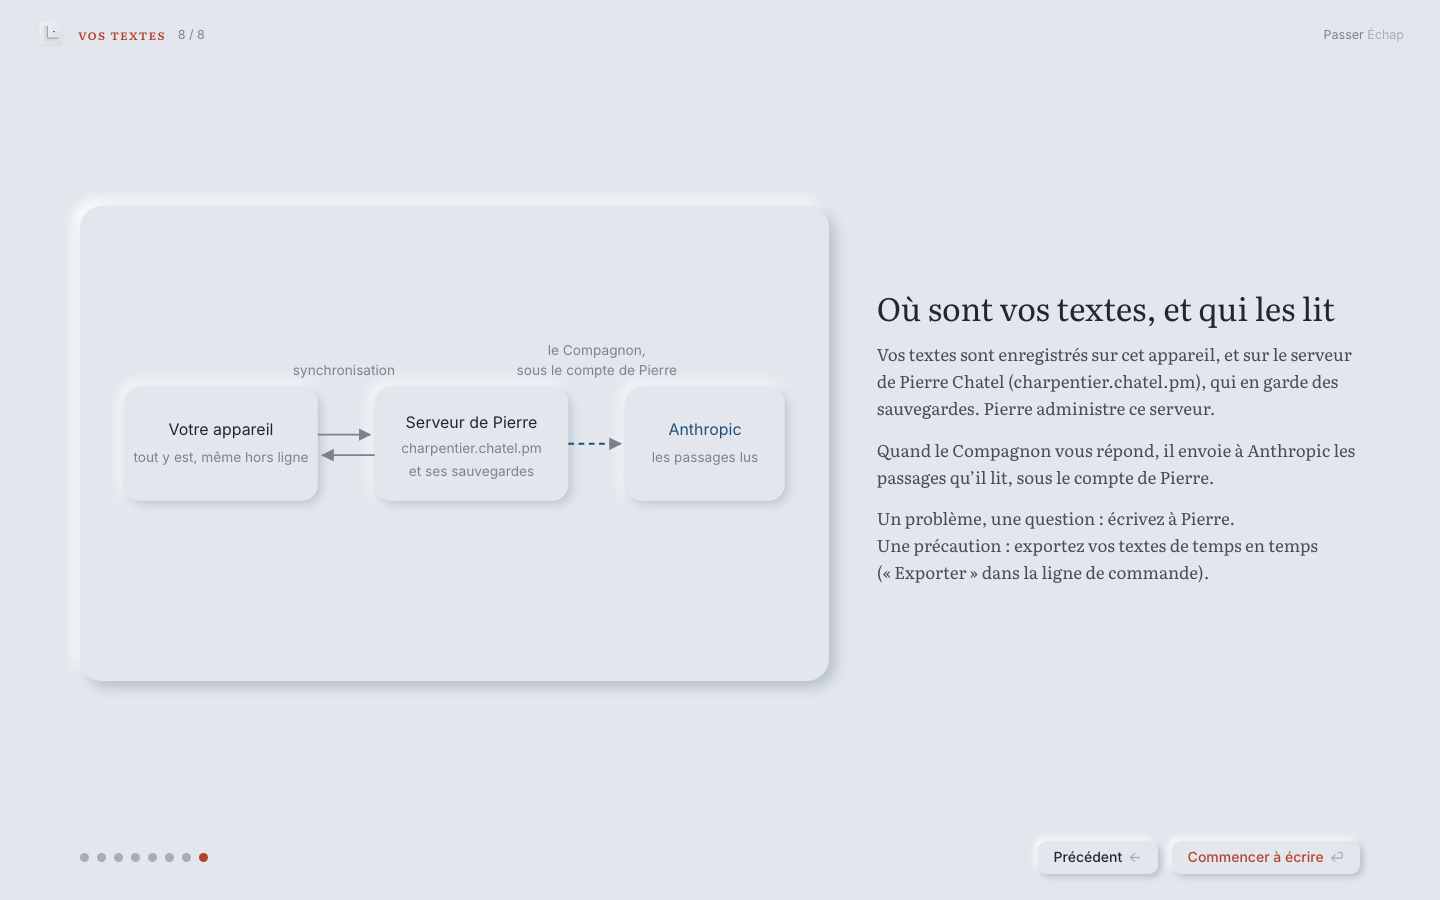 VOS TEXTES 8 / 8
Passer Échap
le Compagnon,
synchronisation
sous le compte de Pierre
Votre appareil
tout y est, même hors ligne
Serveur de Pierre
charpentier.chatel.pm
et ses sauvegardes
Anthropic
les passages lus
Où sont vos textes, et qui les lit
Vos textes sont enregistrés sur cet appareil, et sur le serveur
de Pierre Chatel (charpentier.chatel.pm), qui en garde des
sauvegardes. Pierre administre ce serveur.
Quand le Compagnon vous répond, il envoie à Anthropic les
passages qu’il lit, sous le compte de Pierre.
Un problème, une question : écrivez à Pierre.
Une précaution : exportez vos textes de temps en temps
(« Exporter » dans la ligne de commande).
Précédent ←
Commencer à écrire ↵